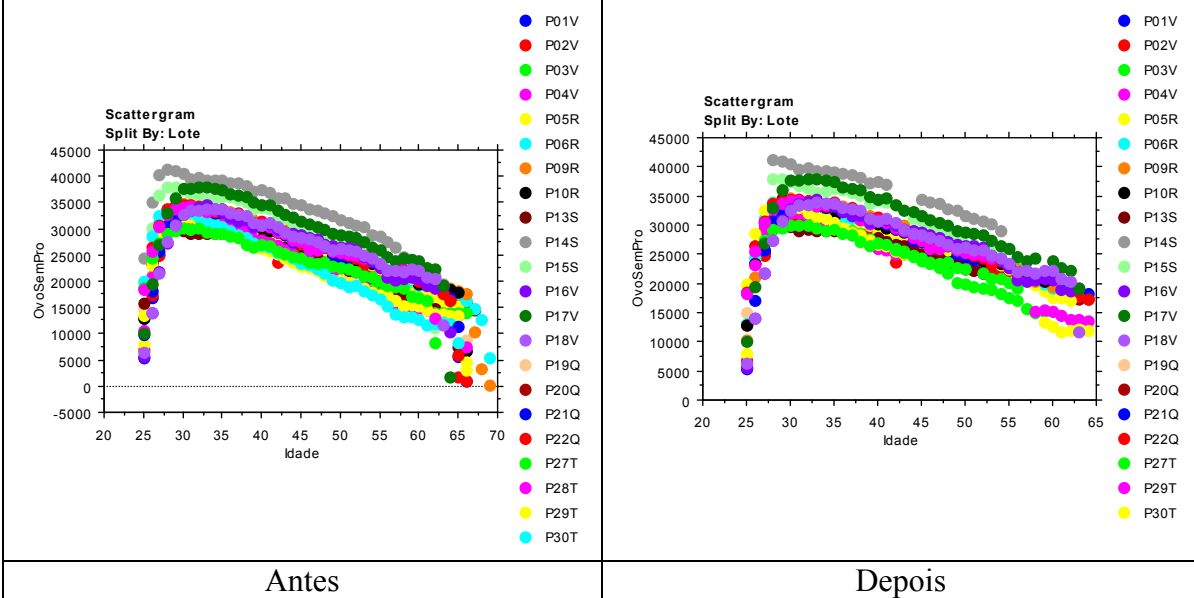 Scattergram
Split By: Lote
45000
40000
35000
30000
25000
20000
15000
10000
5000
0
-5000
OvoSemPro
20 25 30 35 40 45 50 55 60 65 70
Idade
P01V
P02V
P03V
P04V
P05R
P06R
P09R
P10R
P13S
P14S
P15S
P16V
P17V
P18V
P19Q
P20Q
P21Q
P22Q
P27T
P28T
P29T
P30T
Antes
Scattergram
Split By: Lote
45000
40000
35000
30000
25000
20000
15000
10000
5000
0
OvoSemPro
20 25 30 35 40 45 50 55 60 65
Idade
P01V
P02V
P03V
P04V
P05R
P06R
P09R
P10R
P13S
P14S
P15S
P16V
P17V
P18V
P19Q
P20Q
P21Q
P22Q
P27T
P29T
P30T
Depois